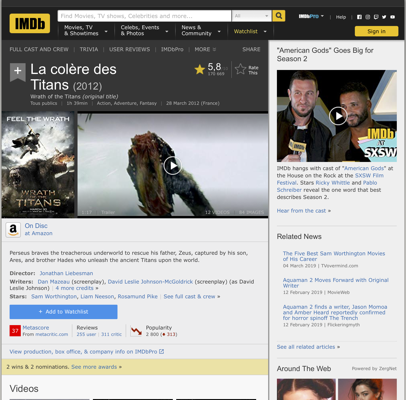 IMDb
Find Movies, TV shows, Celebrities and more...
All
IMDbPro
Help
Movies, TV
& Showtimes
Celebs, Events
& Photos
News &
Community
Watchlist
Sign in
FULL CAST AND CREW | TRIVIA | USER REVIEWS | IMDbPro | MORE
SHARE
La colère des
Titans (2012)
Wrath of the Titans (original title)
Tous publics | 1h 39min | Action, Adventure, Fantasy | 28 March 2012 (France)
5,8
Rate
This
FEEL THE WRATH
WRATH
TITANS
On Disc
at Amazon
Perseus braves the treacherous underworld to rescue his father, Zeus, captured by his son,
Ares, and brother Hades who unleash the ancient Titans upon the world.
Director: Jonathan Liebesman
Writers: Dan Mazeau (screenplay), David Leslie Johnson-McGoldrick (screenplay) (as David
Leslie Johnson) | 4 more credits »
Stars: Sam Worthington, Liam Neeson, Rosamund Pike | See full cast & crew »
+ Add to Watchlist
37
Metascore
From metacritic.com
Reviews
255 user | 311 critic
Popularity
2 800
View production, box office, & company info on IMDbPro
2 wins & 2 nominations. See more awards »
Videos
"American Gods" Goes Big for
Season 2
IMDb
at
SXSW
IMDb hangs with cast of "American Gods" at
the House on the Rock at the SXSW Film
Festival. Stars Ricky Whittle and Pablo
Schreiber reveal the one word that best
describes Season 2.
Hear from the cast »
Related News
The Five Best Sam Worthington Movies
of His Career
04 March 2019 | TVovermind.com
Aquaman 2 Moves Forward with Original
Writer
12 February 2019 | MovieWeb
Aquaman 2 finds a writer, Jason Momoa
and Amber Heard reportedly confirmed
for horror spinoff The Trench
12 February 2019 | Flickeringmyth
See all related articles »
Around The Web
Powered by ZergNet